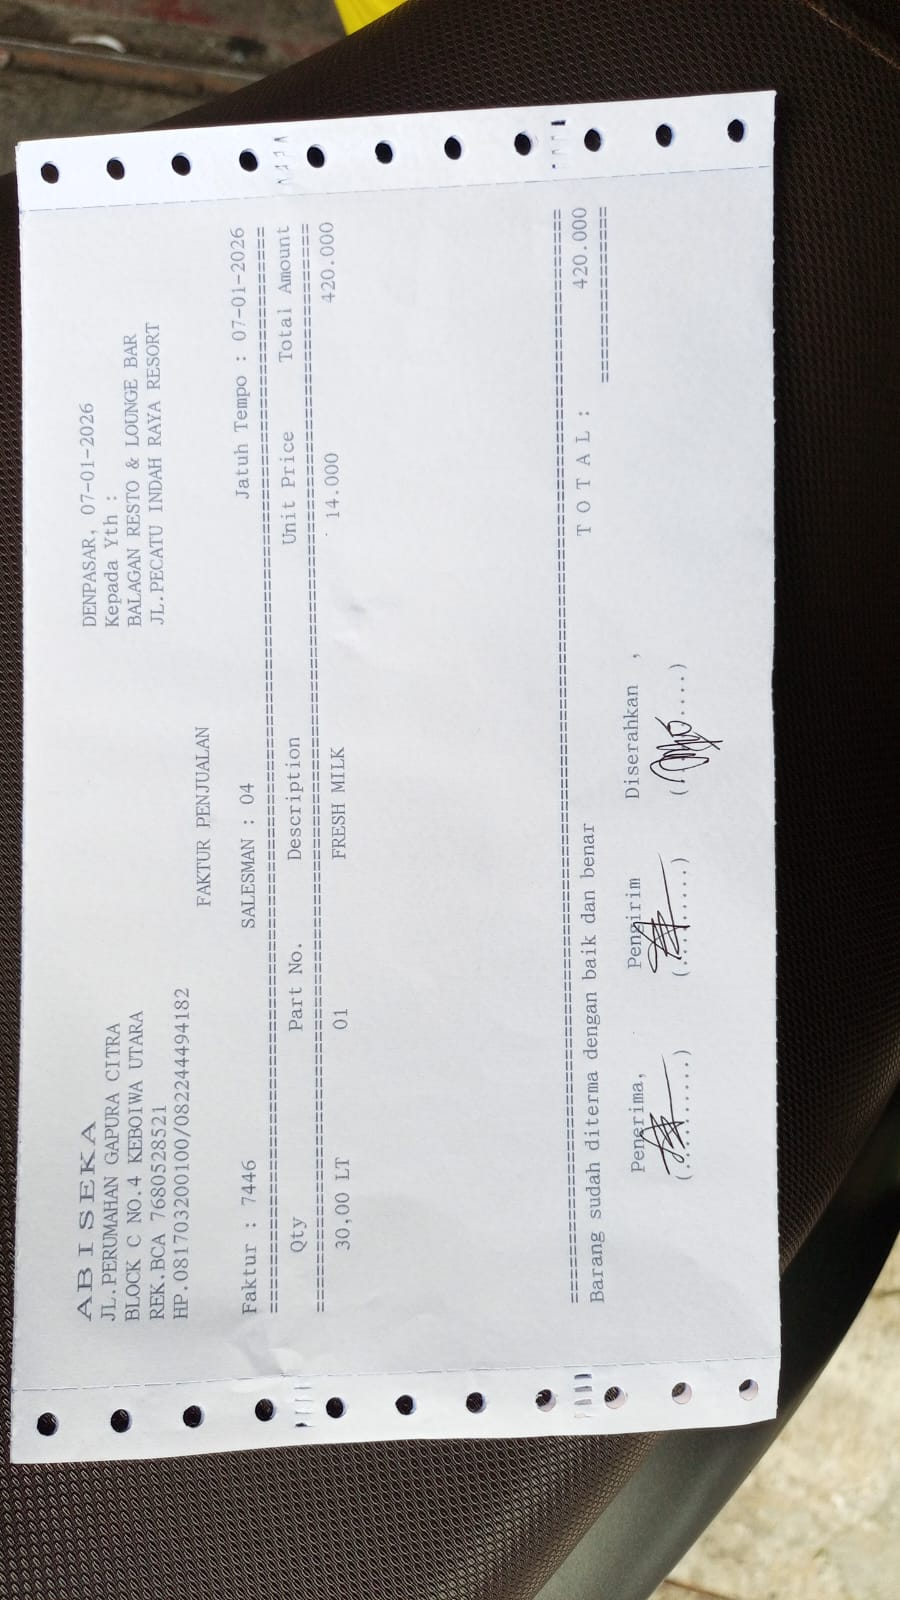 A B I S E K A
JL.PERUMAHAN GAPURA CITRA
BLOCK C NO.4 KEBOIWA UTARA
REK.BCA 7680528521
HP.081703200100/082244494182
DENPASAR, 07-01-2026
Kepada Yth :
BALAGAN RESTO & LOUNGE BAR
JL.PECATU INDAH RAYA RESORT
FAKTUR PENJUALAN
Faktur : 7446 SALESMAN : 04 Jatuh Tempo : 07-01-2026
Qty Part No. Description Unit Price Total Amount
30,00 LT 01 FRESH MILK 14.000 420.000
T O T A L : 420.000
Barang sudah diterma dengan baik dan benar
Penerima, Pengirim Diserahkan ,